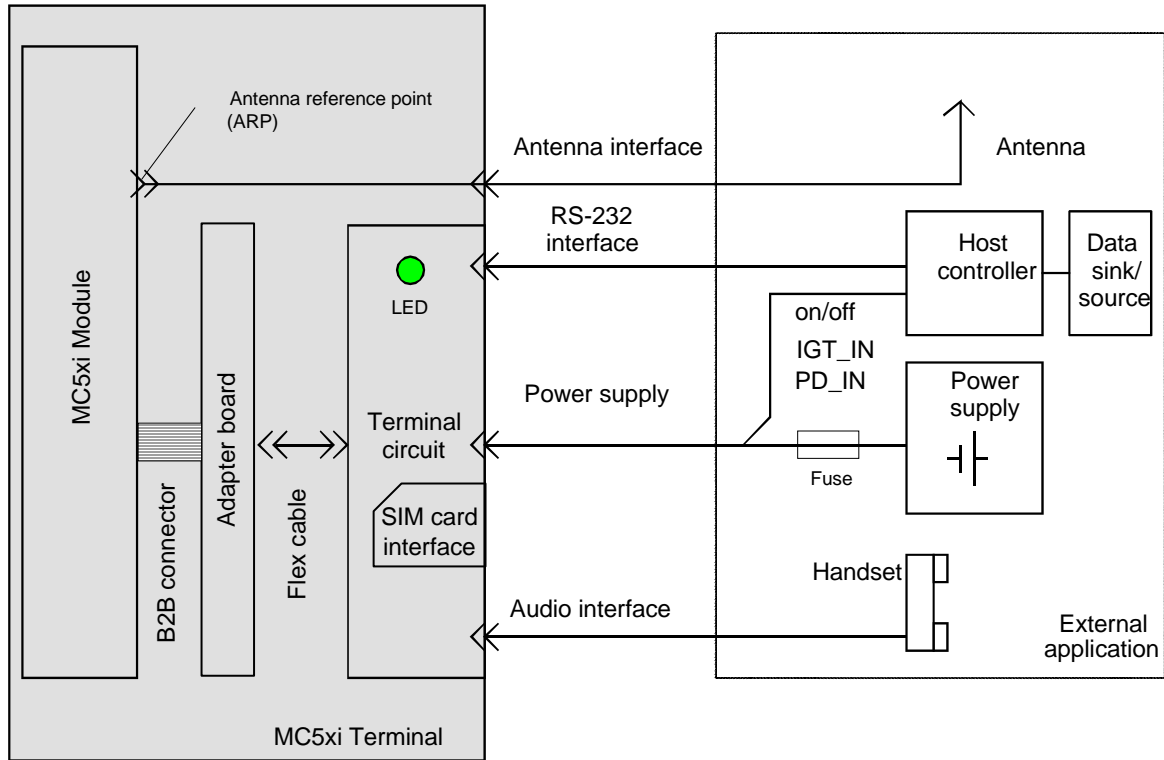 Antenna reference point
(ARP)
Antenna interface
Antenna
RS-232
interface
Host
controller
Data
sink/
source
LED
on/off
IGT_IN
PD_IN
MC5xi Module
Power supply
Power
supply
Adapter board
Terminal
circuit
Fuse
B2B connector
Flex cable
SIM card
interface
Handset
Audio interface
External
application
MC5xi Terminal